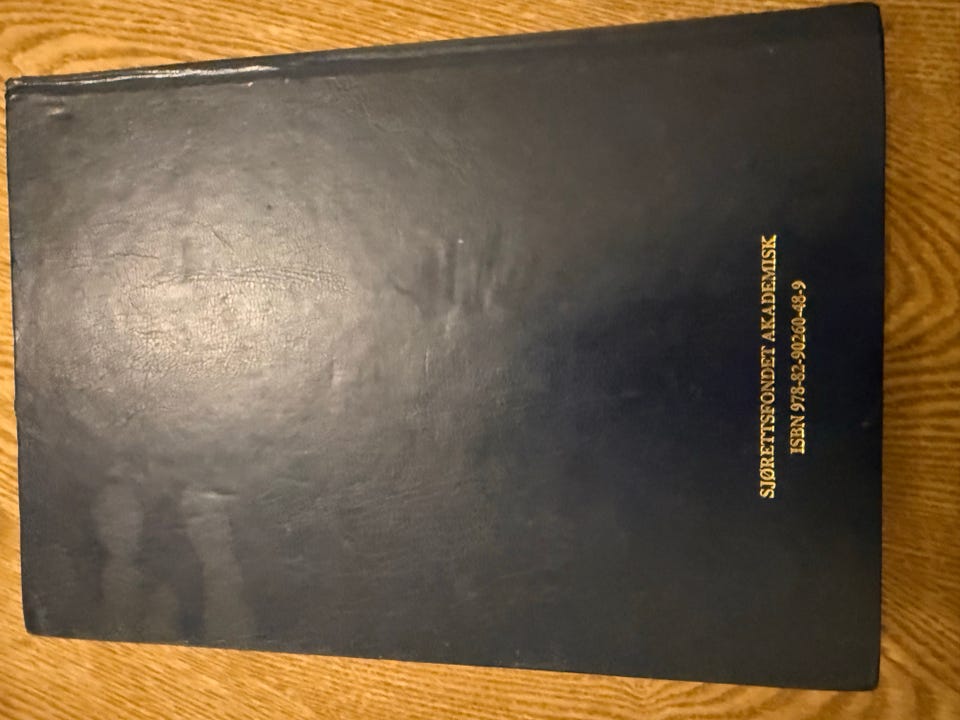 SJØRETTSFONDET AKADEMISK
ISBN 978-82-90260-48-9